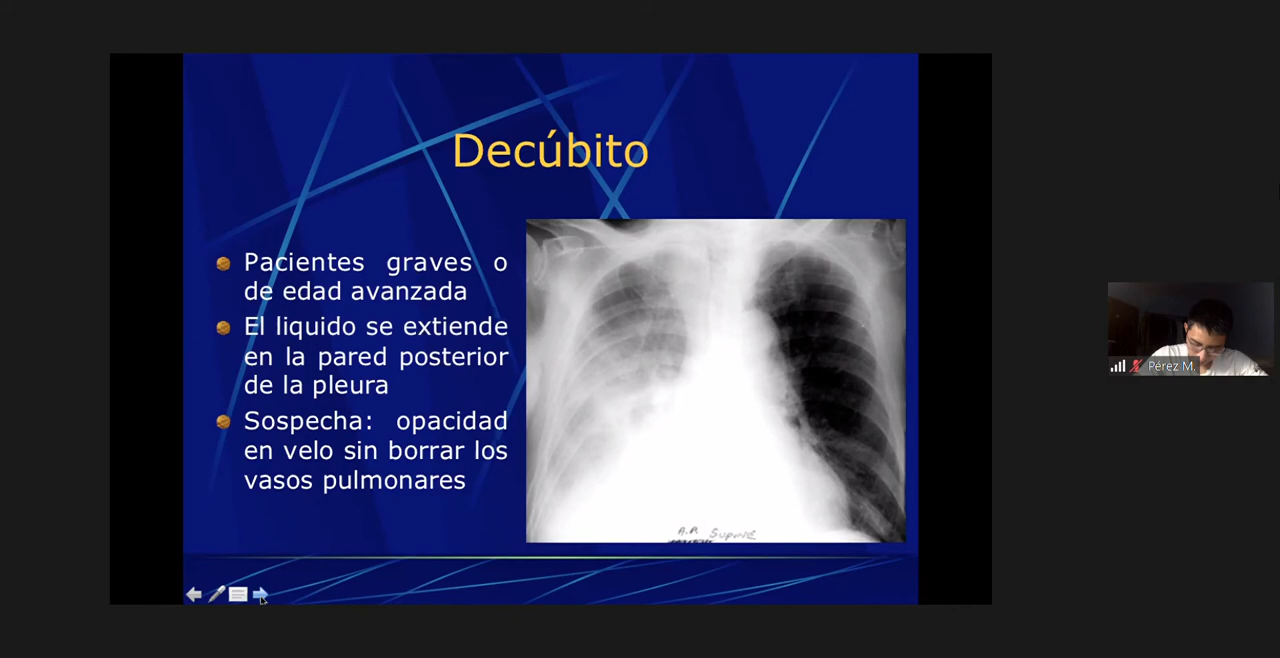 Decúbito
Pacientes graves o
de edad avanzada
El liquido se extiende
en la pared posterior
de la pleura
Sospecha: opacidad
en velo sin borrar los
vasos pulmonares
A.P. Supine
Pérez M.